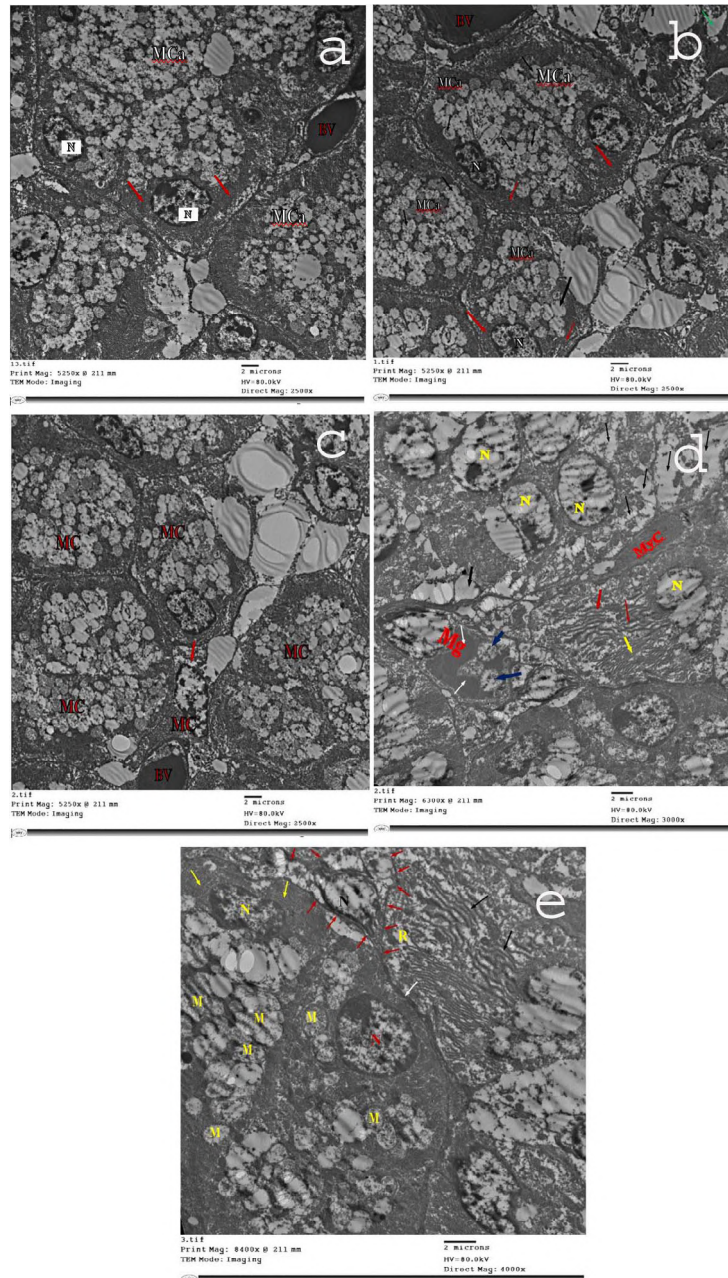 a
MCa
BV
N
N
MCa
13.tif
Print Mag: 5250x @ 211 mm
TEM Mode: Imaging
2 microns
HV=80.0kV
Direct Mag: 2500x
b
BV
MCa
MCa
N
MCa
MCa
N
1.tif
Print Mag: 5250x @ 211 mm
TEM Mode: Imaging
2 microns
HV=80.0kV
Direct Mag: 2500x
c
MC
MC
MC
MC
MC
BV
2.tif
Print Mag: 5250x @ 211 mm
TEM Mode: Imaging
2 microns
HV=80.0kV
Direct Mag: 2500x
d
N
N
N
MyC
N
Mg
2.tif
Print Mag: 6300x @ 211 mm
TEM Mode: Imaging
2 microns
HV=80.0kV
Direct Mag: 3000x
e
N
N
R
M
M
M
N
M
M
M
3.tif
Print Mag: 8400x @ 211 mm
TEM Mode: Imaging
2 microns
HV=80.0kV
Direct Mag: 4000x